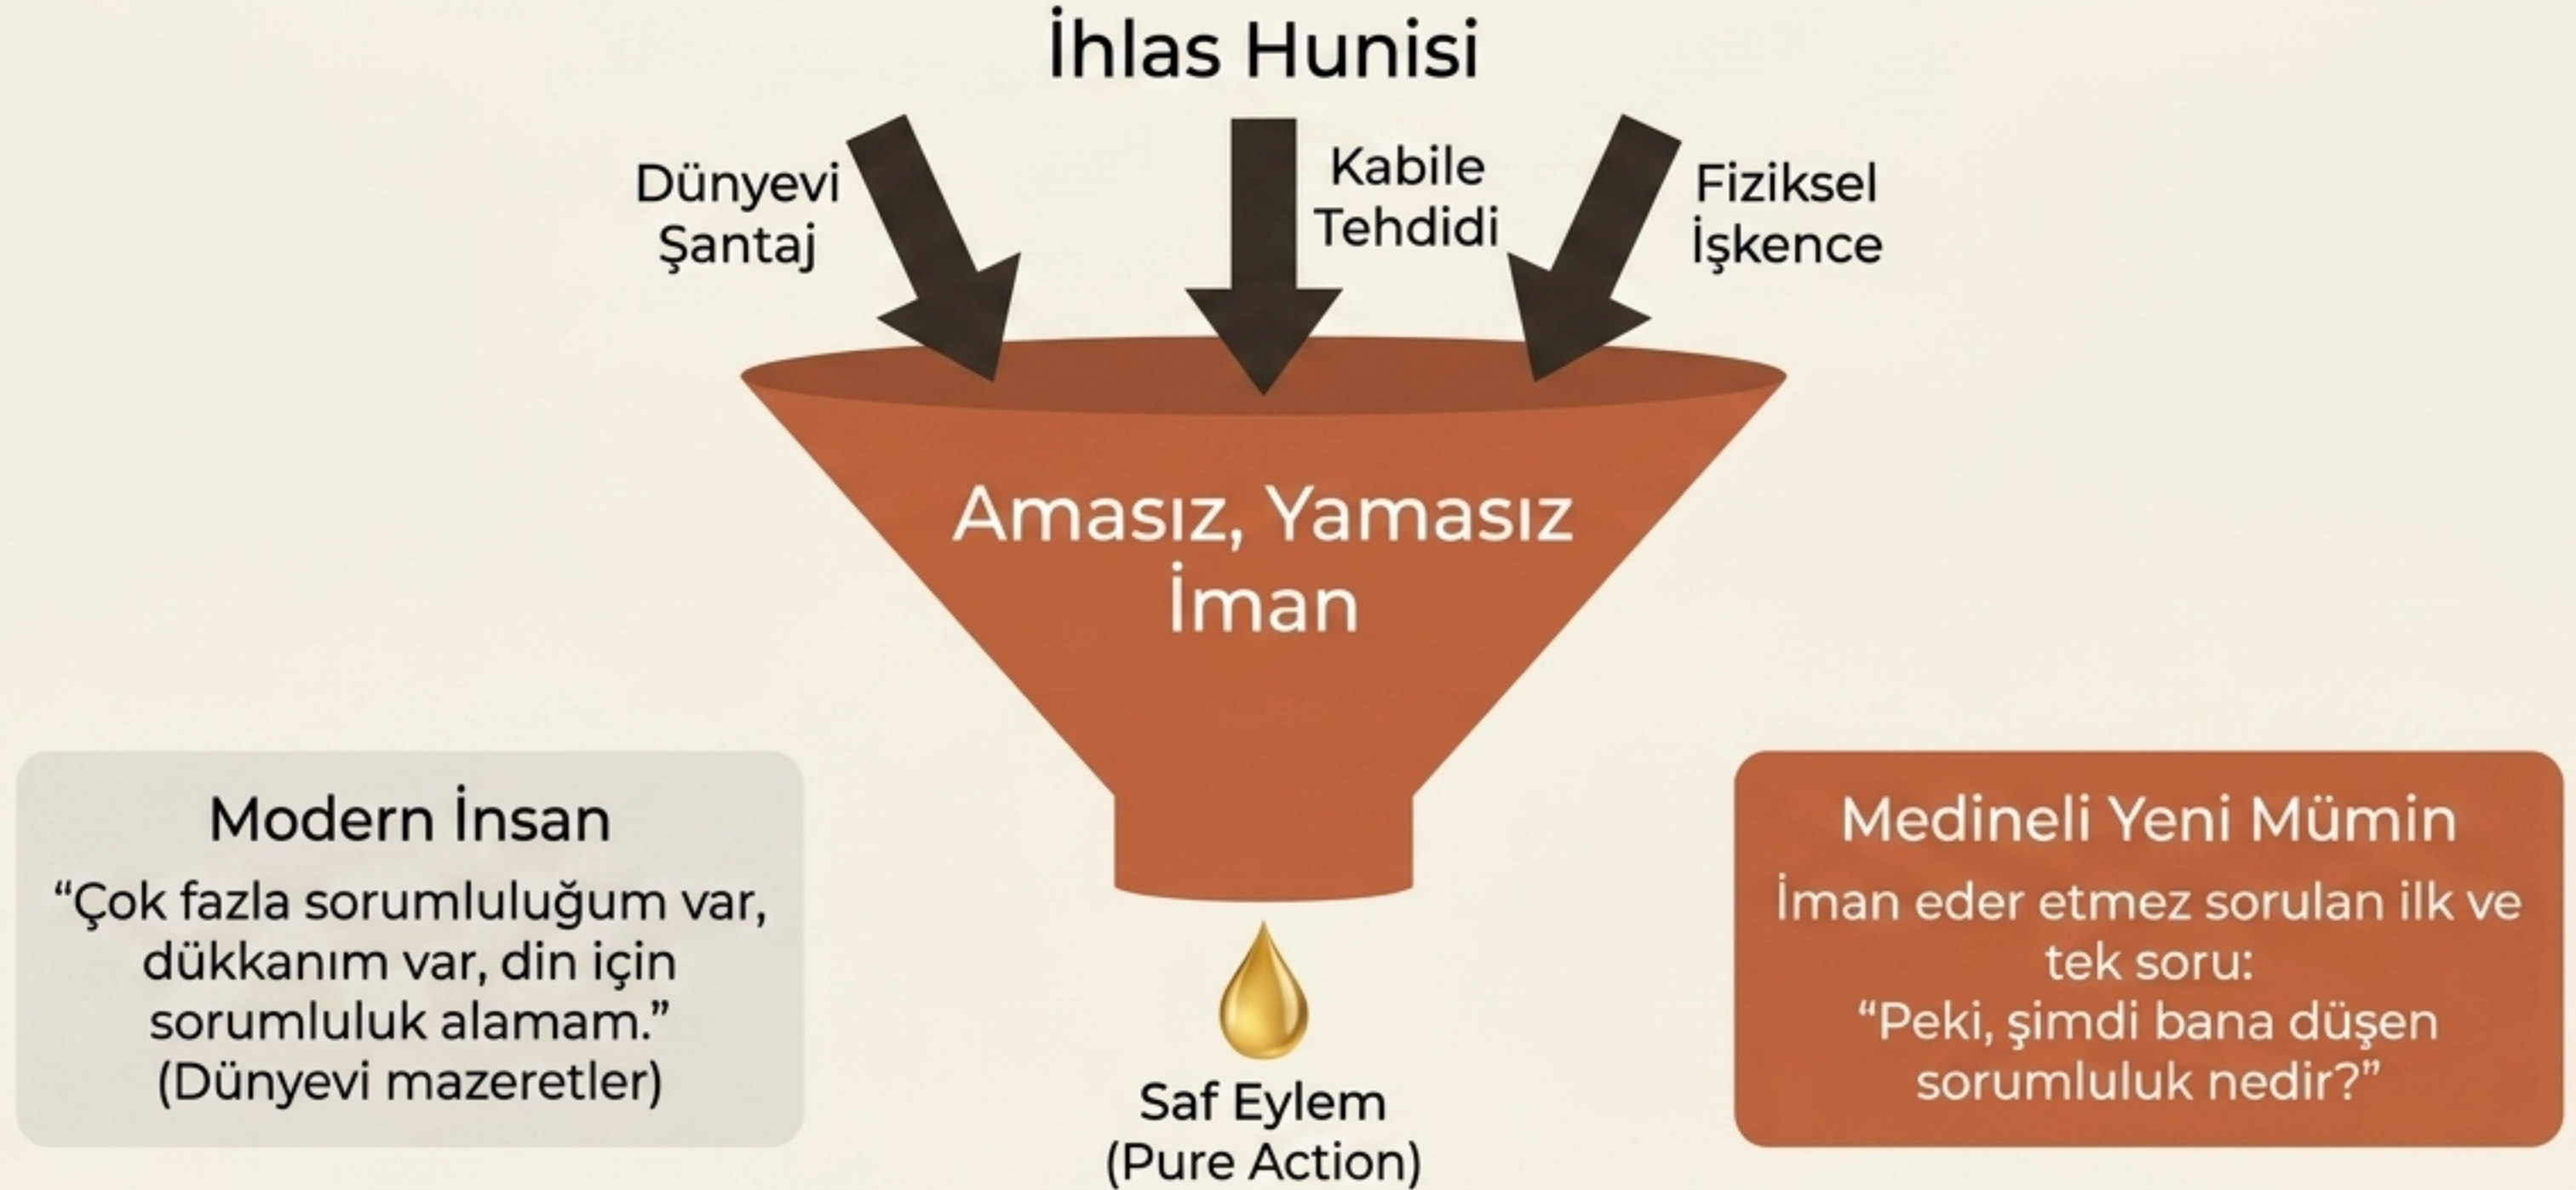 İhlas Hunisi
Dünyevi
Şantaj
Kabile
Tehdidi
Fiziksel
İşkence
Amasız, Yamasız
İman
Modern İnsan
“Çok fazla sorumluluğum var,
dükkanım var, din için
sorumluluk alamam.”
(Dünyevi mazeretler)
Saf Eylem
(Pure Action)
Medineli Yeni Mümin
İman eder etmez sorulan ilk ve
tek soru:
“Peki, şimdi bana düşen
sorumluluk nedir?”